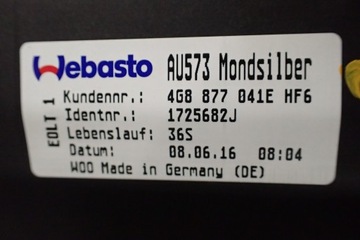 Webasto AU573 Mondsilber
EOLT 1
Kundennr.: 4G8 877 041E HF6
Identnr.: 1725682J
Lebenslauf: 36S
Datum: 08.06.16 08:04
WOO Made in Germany (DE)